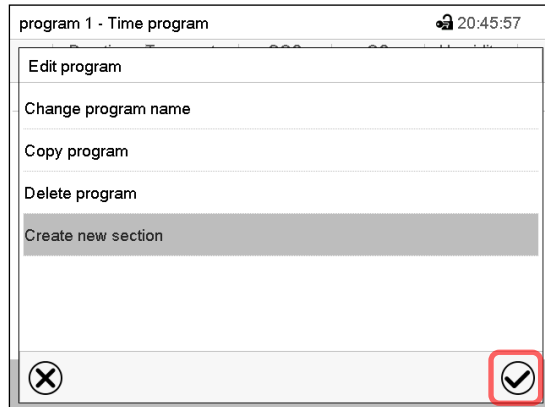 program 1 - Time program 20:45:57
Edit program
Change program name
Copy program
Delete program
Create new section